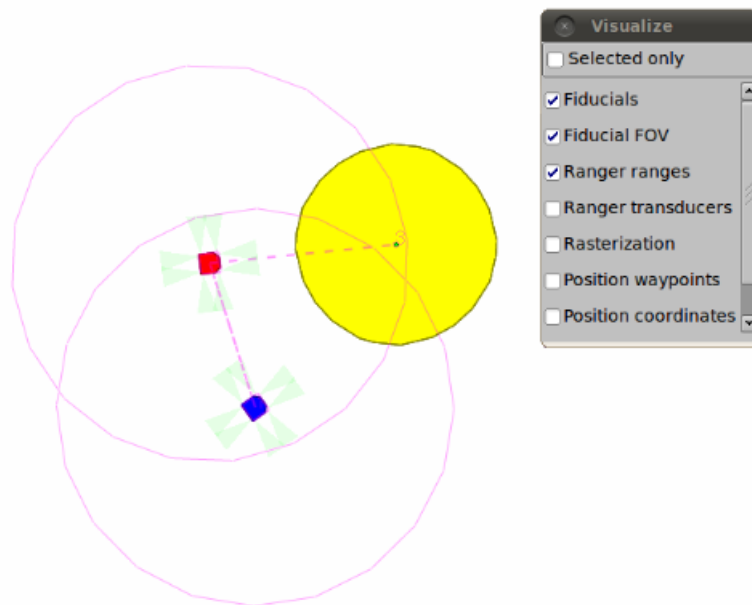 Visualize
Selected only
Fiducials
Fiducial FOV
Ranger ranges
Ranger transducers
Rasterization
Position waypoints
Position coordinates